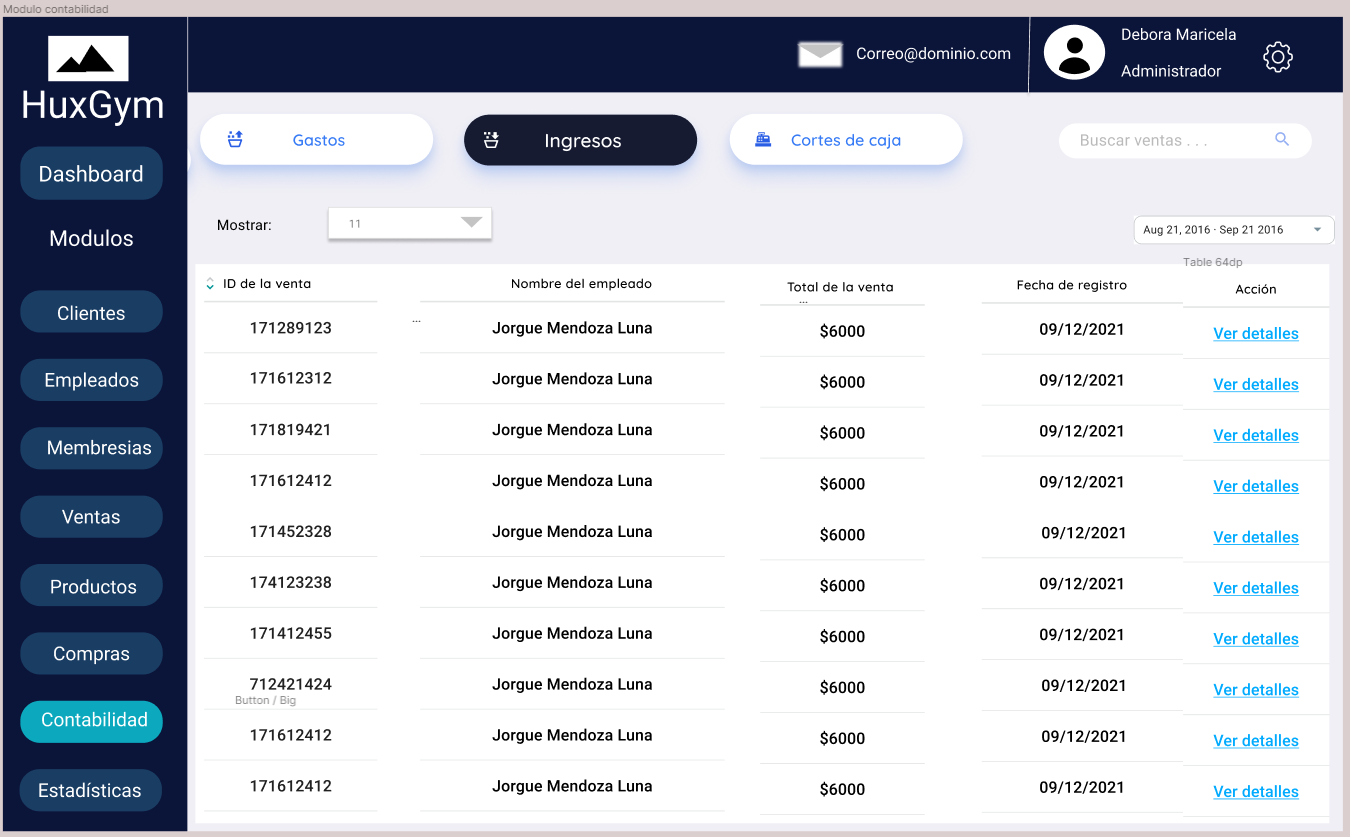 Modulo contabilidad
HuxGym
Correo@dominio.com
Debora Maricela
Administrador
Dashboard
Modulos
Clientes
Empleados
Membresias
Ventas
Productos
Compras
Contabilidad
Estadísticas
Gastos
Ingresos
Cortes de caja
Buscar ventas . . .
Mostrar:
11
Aug 21, 2016 - Sep 21 2016
Table 64dp
ID de la venta Nombre del empleado Total de la venta Fecha de registro Acción
... ...
171289123 Jorgue Mendoza Luna $6000 09/12/2021 Ver detalles
171612312 Jorgue Mendoza Luna $6000 09/12/2021 Ver detalles
171819421 Jorgue Mendoza Luna $6000 09/12/2021 Ver detalles
171612412 Jorgue Mendoza Luna $6000 09/12/2021 Ver detalles
171452328 Jorgue Mendoza Luna $6000 09/12/2021 Ver detalles
174123238 Jorgue Mendoza Luna $6000 09/12/2021 Ver detalles
171412455 Jorgue Mendoza Luna $6000 09/12/2021 Ver detalles
712421424 Jorgue Mendoza Luna $6000 09/12/2021 Ver detalles
Button / Big
171612412 Jorgue Mendoza Luna $6000 09/12/2021 Ver detalles
171612412 Jorgue Mendoza Luna $6000 09/12/2021 Ver detalles